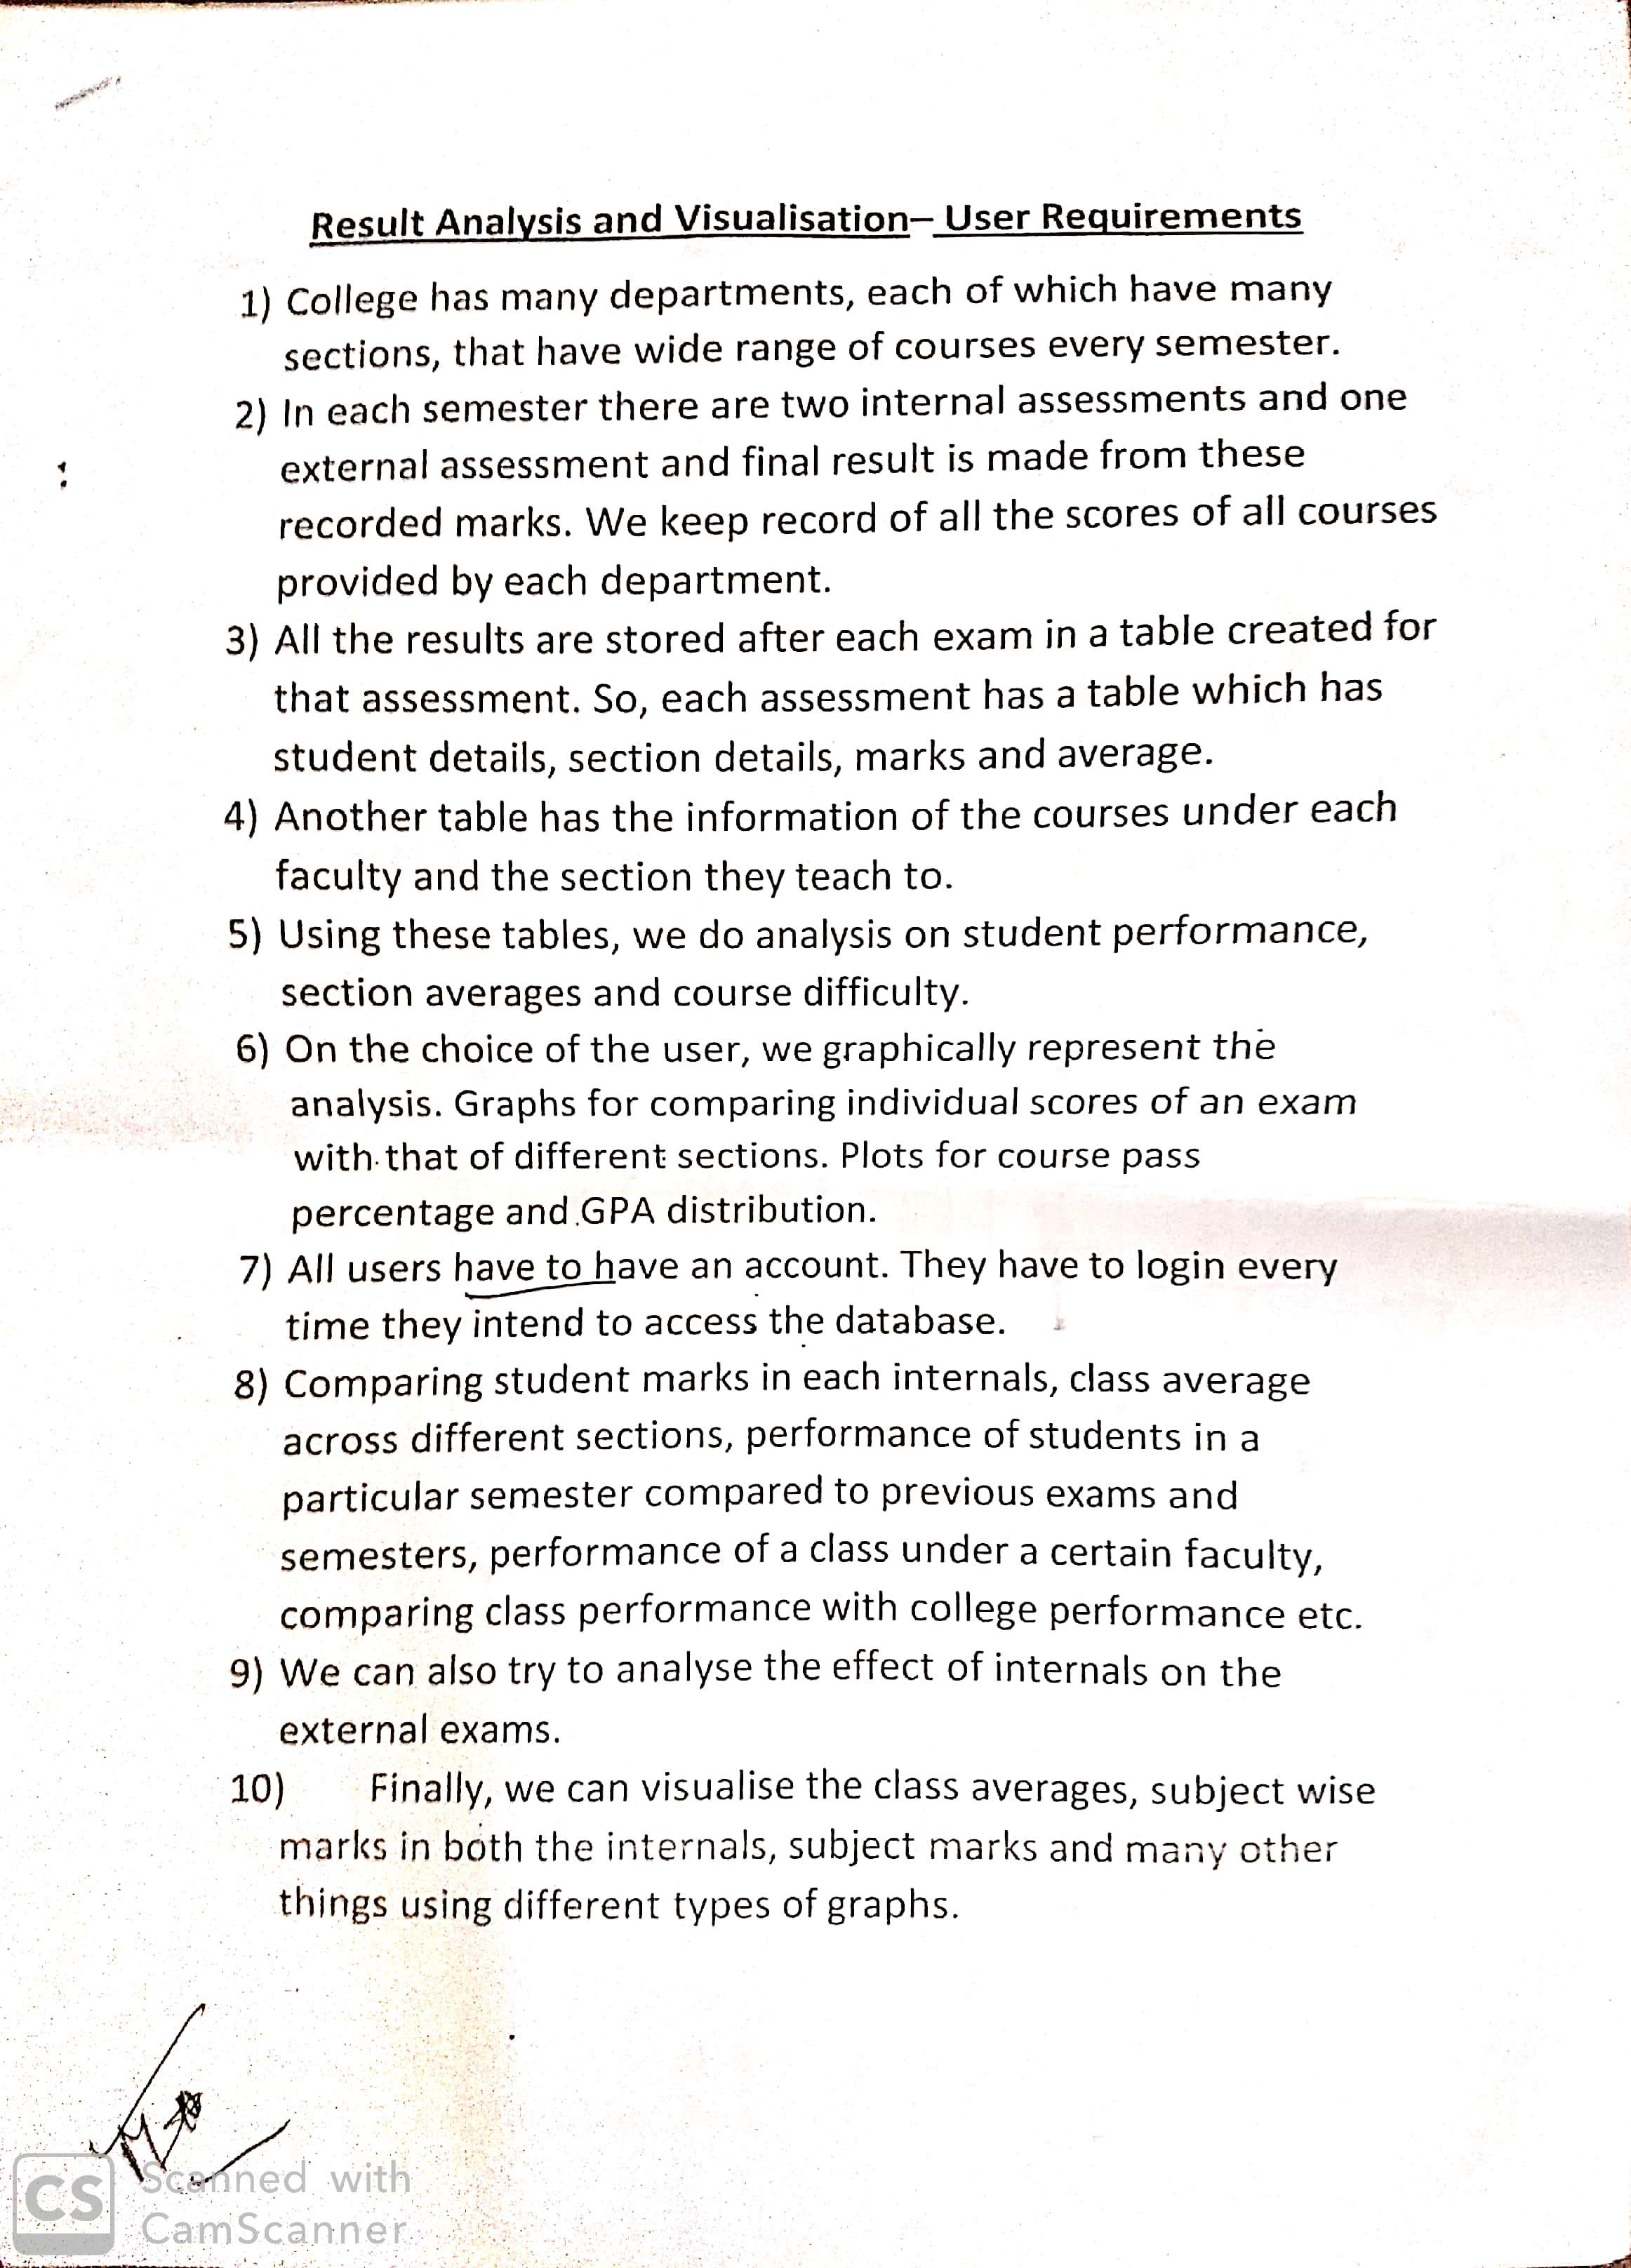 Result Analysis and Visualisation– User Requirements
1) College has many departments, each of which have many
sections, that have wide range of courses every semester.
2) In each semester there are two internal assessments and one
external assessment and final result is made from these
recorded marks. We keep record of all the scores of all courses
provided by each department.
3) All the results are stored after each exam in a table created for
that assessment. So, each assessment has a table which has
student details, section details, marks and average.
4) Another table has the information of the courses under each
faculty and the section they teach to.
5) Using these tables, we do analysis on student performance,
section averages and course difficulty.
6) On the choice of the user, we graphically represent the
analysis. Graphs for comparing individual scores of an exam
with that of different sections. Plots for course pass
percentage and GPA distribution.
7) All users have to have an account. They have to login every
time they intend to access the database.
8) Comparing student marks in each internals, class average
across different sections, performance of students in a
particular semester compared to previous exams and
semesters, performance of a class under a certain faculty,
comparing class performance with college performance etc.
9) We can also try to analyse the effect of internals on the
external exams.
10) Finally, we can visualise the class averages, subject wise
marks in both the internals, subject marks and many other
things using different types of graphs.
CS
Scanned with
CamScanner